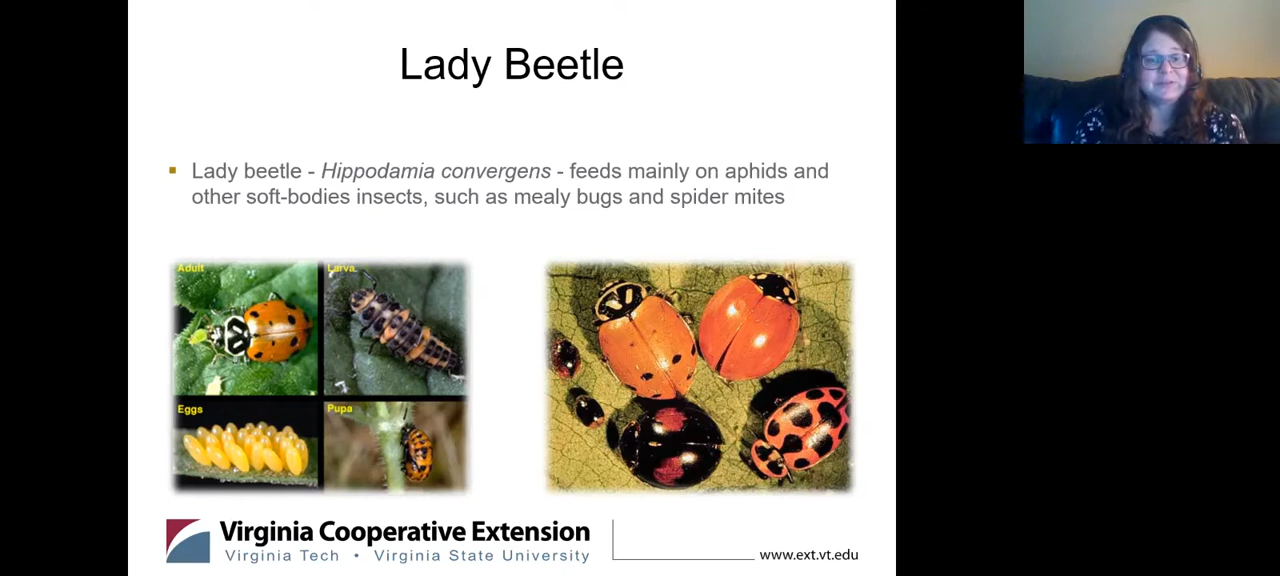 Lady Beetle
▪ Lady beetle - Hippodamia convergens - feeds mainly on aphids and
other soft-bodies insects, such as mealy bugs and spider mites
Adult
Larva
Eggs
Pupa
Virginia Cooperative Extension
Virginia Tech • Virginia State University
www.ext.vt.edu